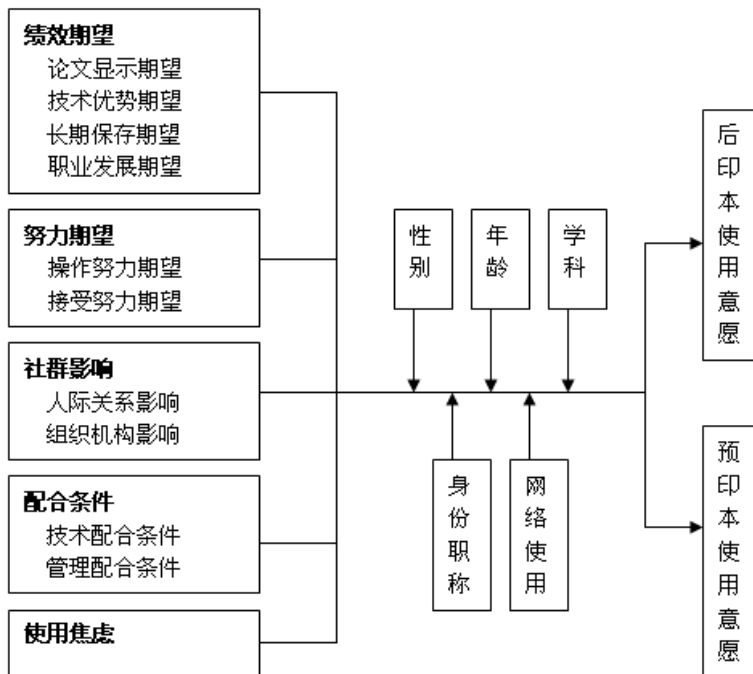 绩效期望
论文显示期望
技术优势期望
长期保存期望
职业发展期望
努力期望
操作努力期望
接受努力期望
社群影响
人际关系影响
组织机构影响
配合条件
技术配合条件
管理配合条件
使用焦虑
性别
年龄
学科
身份职称
网络使用
后印本使用意愿
预印本使用意愿